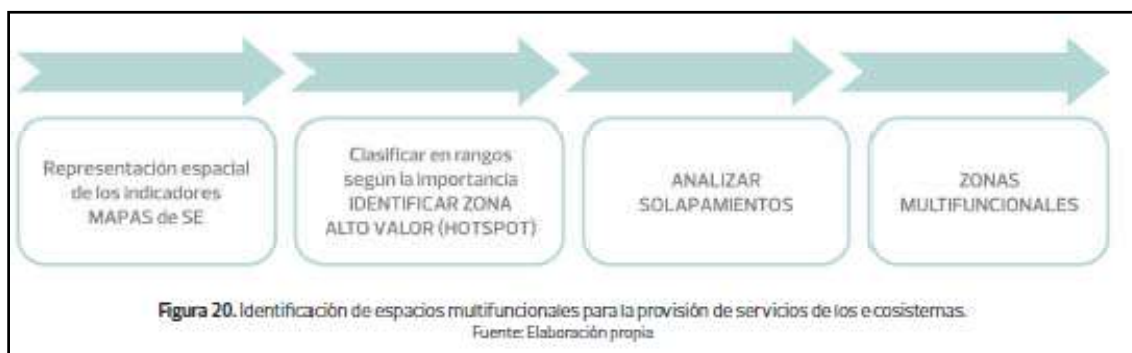 Representación espacial
de los indicadores
MAPAS de SE
Clasificar en rangos
según la importancia
IDENTIFICAR ZONA
ALTO VALOR (HOTSPOT)
ANALIZAR
SOLAPAMIENTOS
ZONAS
MULTIFUNCIONALES
Figura 20. Identificación de espacios multifuncionales para la provisión de servicios de los ecosistemas.
Fuente: Elaboración propia